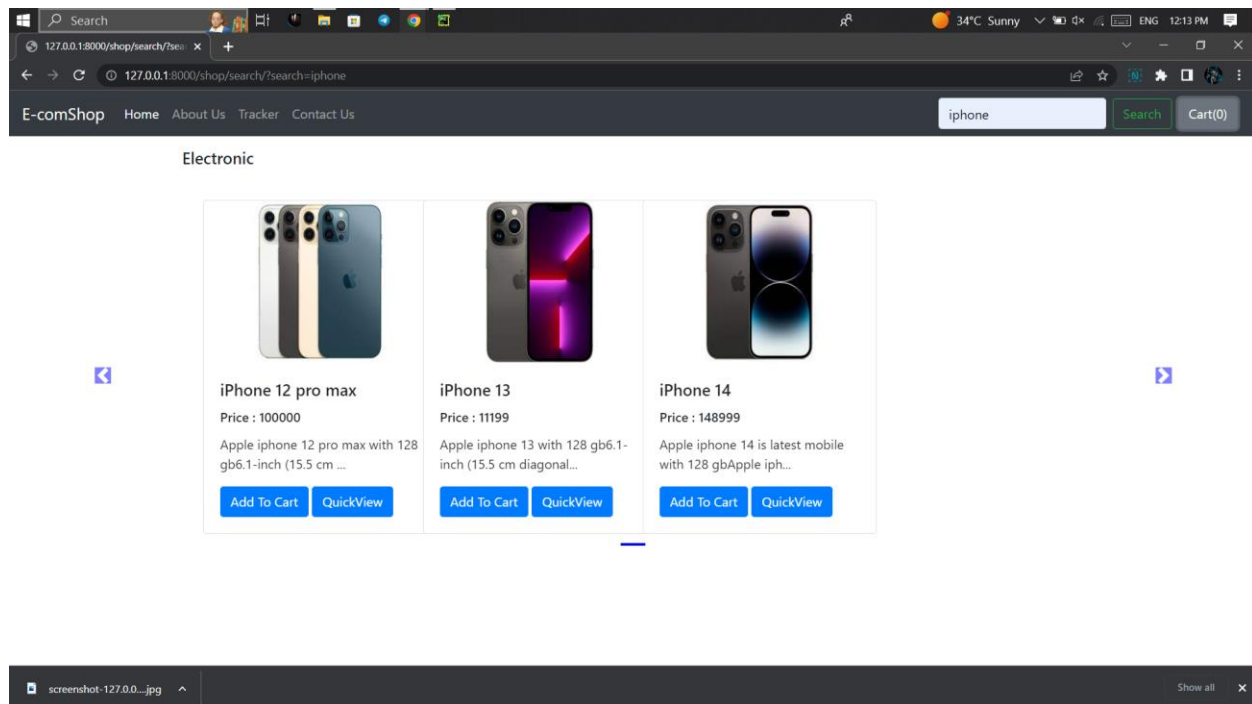 Search
34°C Sunny ENG 12:13 PM
127.0.0.1:8000/shop/search/?sea
127.0.0.1:8000/shop/search/?search=iphone
E-comShop Home About Us Tracker Contact Us iphone Search Cart(0)
Electronic
iPhone 12 pro max
Price : 100000
Apple iphone 12 pro max with 128
gb6.1-inch (15.5 cm ...
Add To Cart QuickView
iPhone 13
Price : 11199
Apple iphone 13 with 128 gb6.1-
inch (15.5 cm diagonal...
Add To Cart QuickView
iPhone 14
Price : 148999
Apple iphone 14 is latest mobile
with 128 gbApple iph...
Add To Cart QuickView
screenshot-127.0.0....jpg Show all